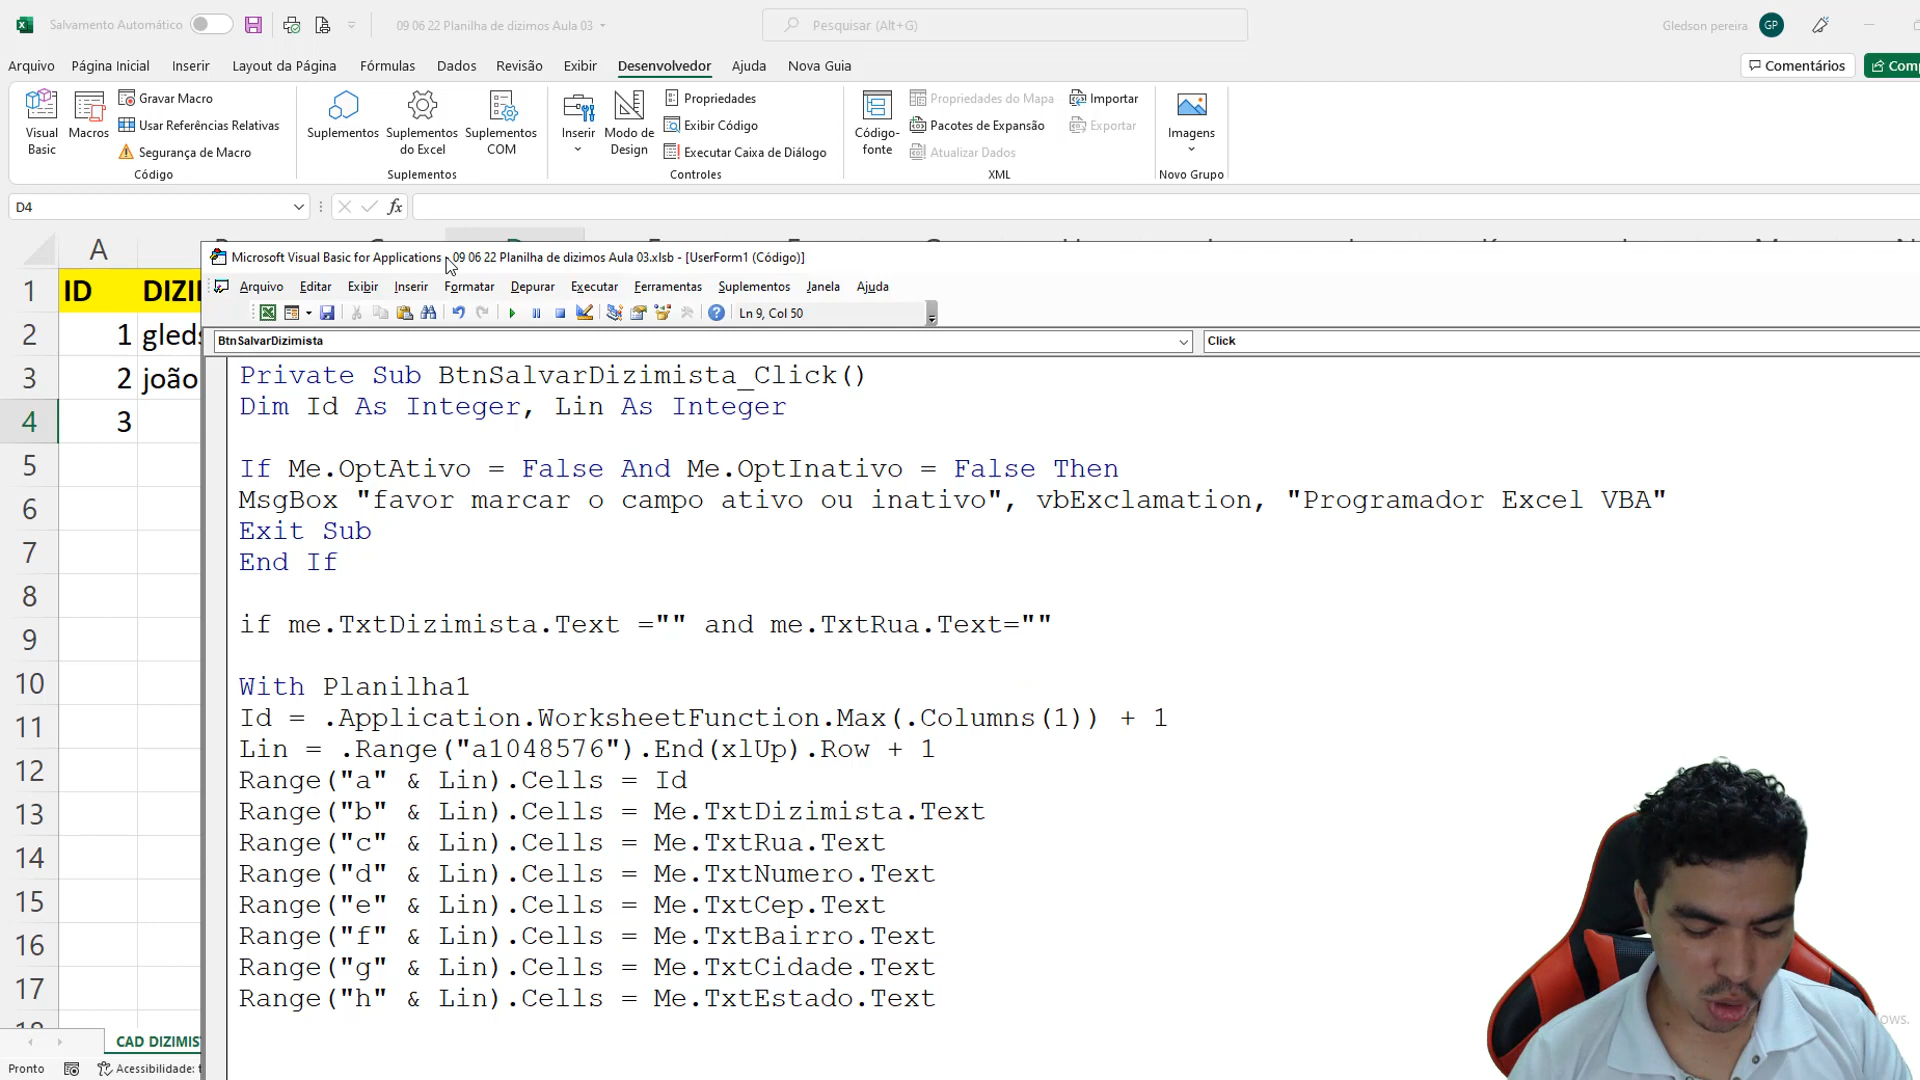 Salvamento Automático
09 06 22 Planilha de dizimos Aula 03
Pesquisar (Alt+G)
Gledson pereira
GP
Arquivo
Página Inicial
Inserir
Layout da Página
Fórmulas
Dados
Revisão
Exibir
Desenvolvedor
Ajuda
Nova Guia
Comentários
Visual Basic
Macros
Gravar Macro
Usar Referências Relativas
Segurança de Macro
Código
Suplementos
Suplementos do Excel
Suplementos COM
Suplementos
Inserir
Modo de Design
Propriedades
Exibir Código
Executar Caixa de Diálogo
Controles
Código-fonte
Propriedades do Mapa
Pacotes de Expansão
Atualizar Dados
Importar
Exportar
XML
Imagens
Novo Grupo
D4
fx
A
1 ID
2 1
3 2 joão
4 3
5
6
7
8
9
10
11
12
13
14
15
16
17
Microsoft Visual Basic for Applications - 09 06 22 Planilha de dizimos Aula 03.xlsb - [UserForm1 (Código)]
Arquivo Editar Exibir Inserir Formatar Depurar Executar Ferramentas Suplementos Janela Ajuda
Ln 9, Col 50
BtnSalvarDizimista
Click
Private Sub BtnSalvarDizimista_Click()
Dim Id As Integer, Lin As Integer
If Me.OptAtivo = False And Me.OptInativo = False Then
MsgBox "favor marcar o campo ativo ou inativo", vbExclamation, "Programador Excel VBA"
Exit Sub
End If
if me.TxtDizimista.Text ="" and me.TxtRua.Text=""
With Planilha1
Id = .Application.WorksheetFunction.Max(.Columns(1)) + 1
Lin = .Range("a1048576").End(xlUp).Row + 1
Range("a" & Lin).Cells = Id
Range("b" & Lin).Cells = Me.TxtDizimista.Text
Range("c" & Lin).Cells = Me.TxtRua.Text
Range("d" & Lin).Cells = Me.TxtNumero.Text
Range("e" & Lin).Cells = Me.TxtCep.Text
Range("f" & Lin).Cells = Me.TxtBairro.Text
Range("g" & Lin).Cells = Me.TxtCidade.Text
Range("h" & Lin).Cells = Me.TxtEstado.Text
CAD
Pronto
Acessibilidade: